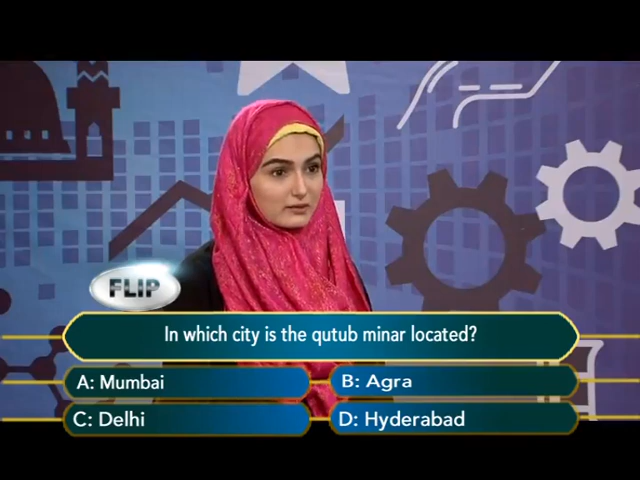 FLIP
In which city is the qutub minar located?
A: Mumbai
B: Agra
C: Delhi
D: Hyderabad